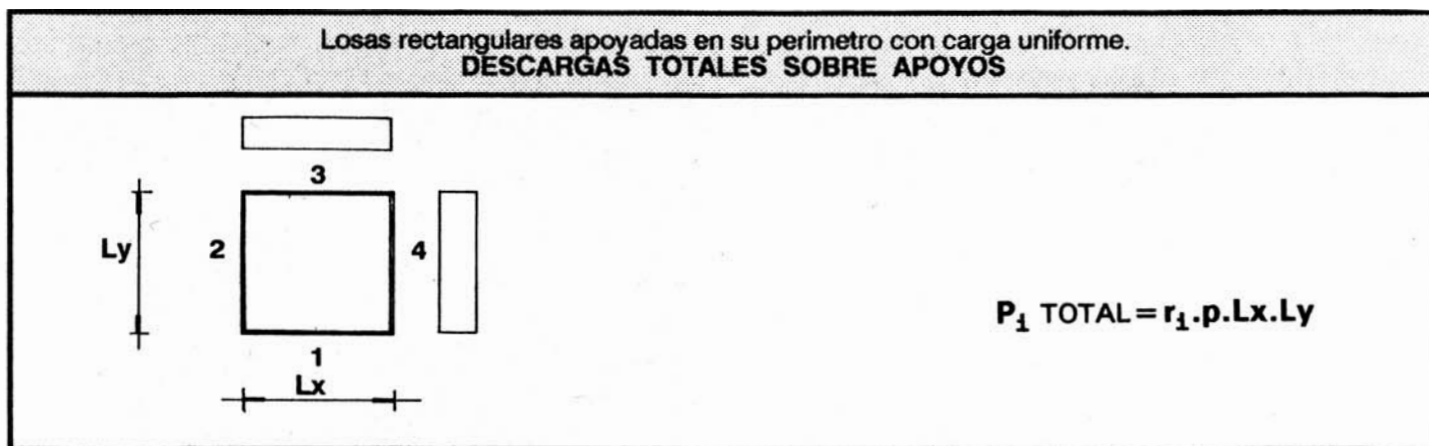 Losas rectangulares apoyadas en su perimetro con carga uniforme.
DESCARGAS TOTALES SOBRE APOYOS
3
Ly
2
4
P₁ TOTAL = r₁.p.Lx.Ly
1
Lx